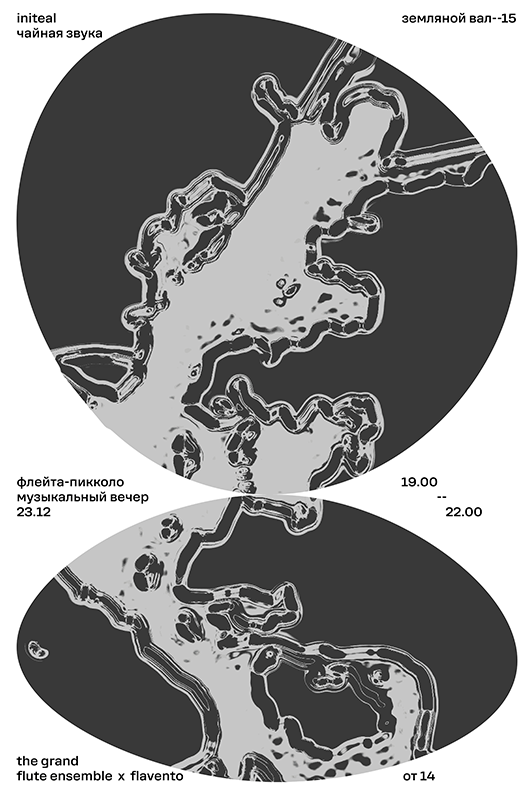 initeal
чайная звука
земляной вал--15
флейта-пикколо
музыкальный вечер
23.12
19.00
--
22.00
the grand
flute ensemble x flavento
от 14